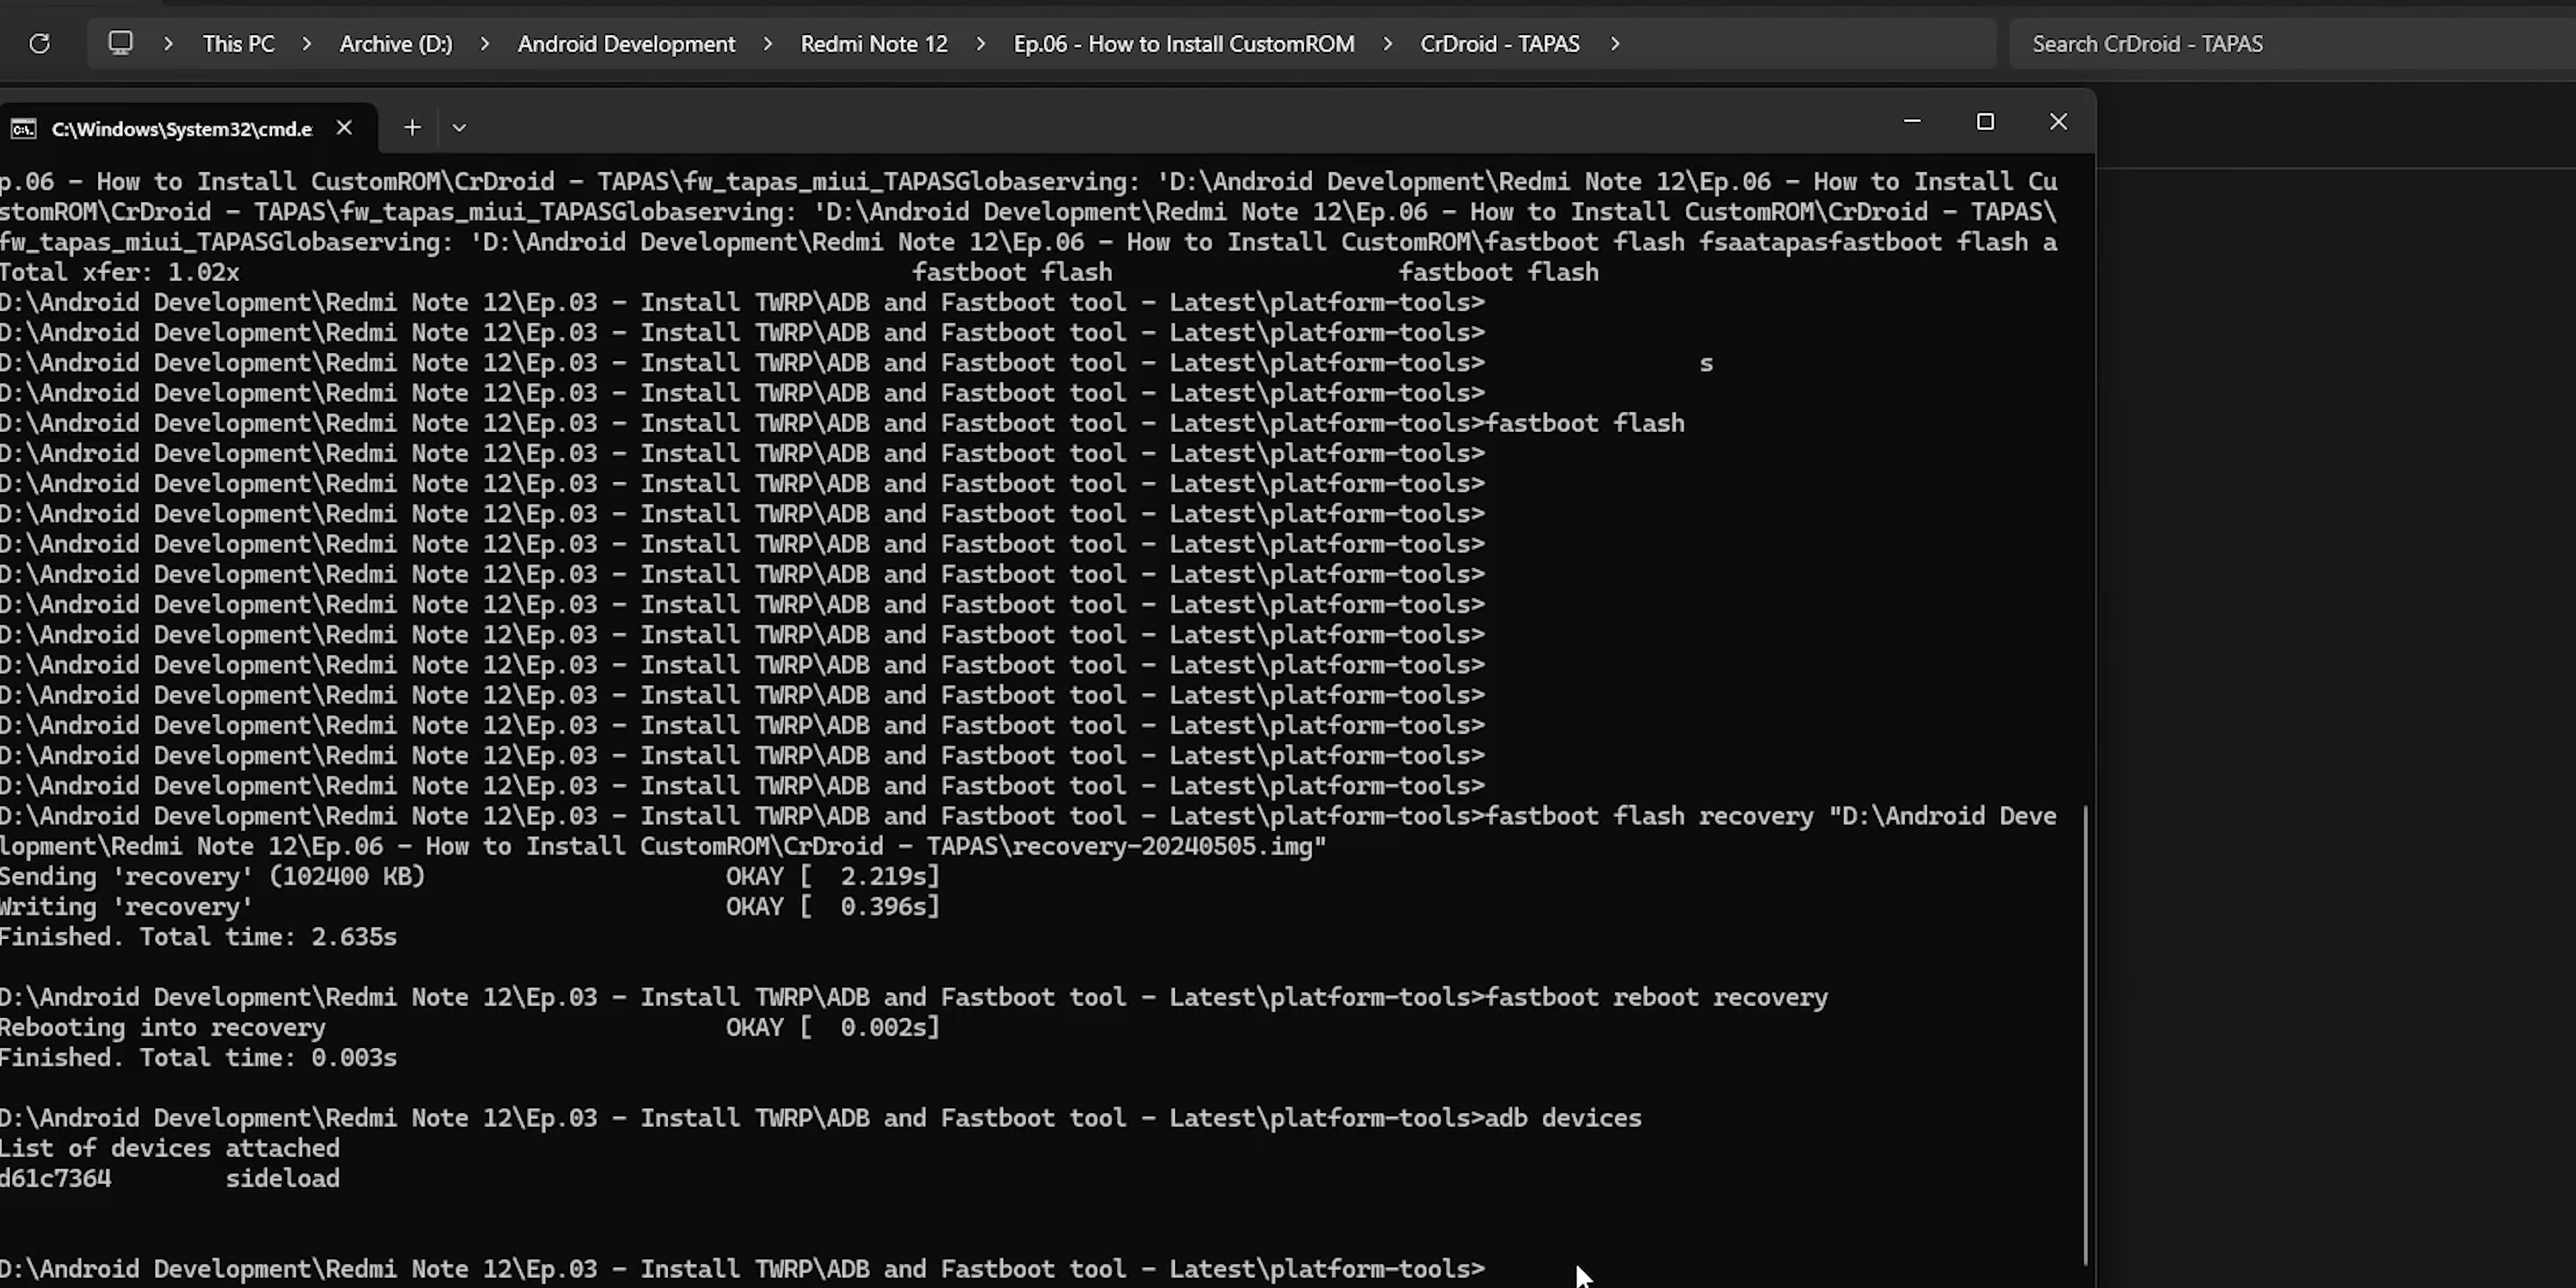 This PC > Archive (D:) > Android Development > Redmi Note 12 > Ep.06 - How to Install CustomROM > CrDroid - TAPAS >
Search CrDroid - TAPAS
C:\Windows\System32\cmd.e
p.06 - How to Install CustomROM\CrDroid - TAPAS\fw_tapas_miui_TAPASGlobaserving: 'D:\Android Development\Redmi Note 12\Ep.06 - How to Install Cu
stomROM\CrDroid - TAPAS\fw_tapas_miui_TAPASGlobaserving: 'D:\Android Development\Redmi Note 12\Ep.06 - How to Install CustomROM\CrDroid - TAPAS\
fw_tapas_miui_TAPASGlobaserving: 'D:\Android Development\Redmi Note 12\Ep.06 - How to Install CustomROM\fastboot flash fsaatapasfastboot flash a
Total xfer: 1.02x fastboot flash fastboot flash
D:\Android Development\Redmi Note 12\Ep.03 - Install TWRP\ADB and Fastboot tool - Latest\platform-tools>
D:\Android Development\Redmi Note 12\Ep.03 - Install TWRP\ADB and Fastboot tool - Latest\platform-tools>
D:\Android Development\Redmi Note 12\Ep.03 - Install TWRP\ADB and Fastboot tool - Latest\platform-tools> s
D:\Android Development\Redmi Note 12\Ep.03 - Install TWRP\ADB and Fastboot tool - Latest\platform-tools>
D:\Android Development\Redmi Note 12\Ep.03 - Install TWRP\ADB and Fastboot tool - Latest\platform-tools>fastboot flash
D:\Android Development\Redmi Note 12\Ep.03 - Install TWRP\ADB and Fastboot tool - Latest\platform-tools>
D:\Android Development\Redmi Note 12\Ep.03 - Install TWRP\ADB and Fastboot tool - Latest\platform-tools>
D:\Android Development\Redmi Note 12\Ep.03 - Install TWRP\ADB and Fastboot tool - Latest\platform-tools>
D:\Android Development\Redmi Note 12\Ep.03 - Install TWRP\ADB and Fastboot tool - Latest\platform-tools>
D:\Android Development\Redmi Note 12\Ep.03 - Install TWRP\ADB and Fastboot tool - Latest\platform-tools>
D:\Android Development\Redmi Note 12\Ep.03 - Install TWRP\ADB and Fastboot tool - Latest\platform-tools>
D:\Android Development\Redmi Note 12\Ep.03 - Install TWRP\ADB and Fastboot tool - Latest\platform-tools>
D:\Android Development\Redmi Note 12\Ep.03 - Install TWRP\ADB and Fastboot tool - Latest\platform-tools>
D:\Android Development\Redmi Note 12\Ep.03 - Install TWRP\ADB and Fastboot tool - Latest\platform-tools>
D:\Android Development\Redmi Note 12\Ep.03 - Install TWRP\ADB and Fastboot tool - Latest\platform-tools>
D:\Android Development\Redmi Note 12\Ep.03 - Install TWRP\ADB and Fastboot tool - Latest\platform-tools>
D:\Android Development\Redmi Note 12\Ep.03 - Install TWRP\ADB and Fastboot tool - Latest\platform-tools>
D:\Android Development\Redmi Note 12\Ep.03 - Install TWRP\ADB and Fastboot tool - Latest\platform-tools>fastboot flash recovery "D:\Android Deve
lopment\Redmi Note 12\Ep.06 - How to Install CustomROM\CrDroid - TAPAS\recovery-20240505.img"
Sending 'recovery' (102400 KB) OKAY [ 2.219s]
Writing 'recovery' OKAY [ 0.396s]
Finished. Total time: 2.635s
D:\Android Development\Redmi Note 12\Ep.03 - Install TWRP\ADB and Fastboot tool - Latest\platform-tools>fastboot reboot recovery
Rebooting into recovery OKAY [ 0.002s]
Finished. Total time: 0.003s
D:\Android Development\Redmi Note 12\Ep.03 - Install TWRP\ADB and Fastboot tool - Latest\platform-tools>adb devices
List of devices attached
d61c7364 sideload
D:\Android Development\Redmi Note 12\Ep.03 - Install TWRP\ADB and Fastboot tool - Latest\platform-tools>